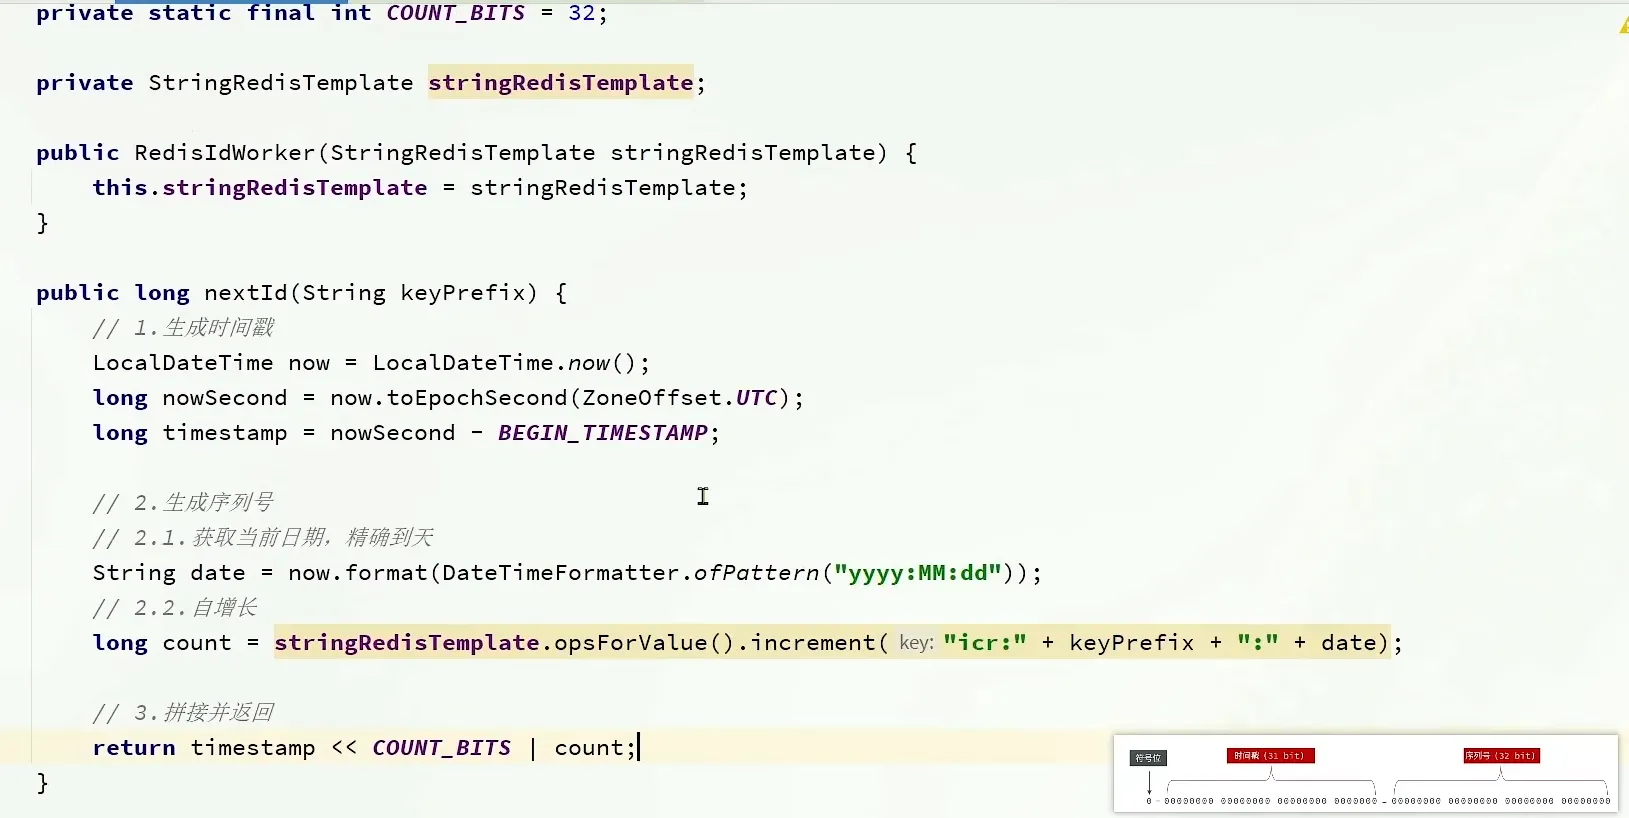 private static final int COUNT_BITS = 32;
private StringRedisTemplate stringRedisTemplate;
public RedisIdWorker(StringRedisTemplate stringRedisTemplate) {
this.stringRedisTemplate = stringRedisTemplate;
}
public long nextId(String keyPrefix) {
// 1.生成时间戳
LocalDateTime now = LocalDateTime.now();
long nowSecond = now.toEpochSecond(ZoneOffset.UTC);
long timestamp = nowSecond - BEGIN_TIMESTAMP;
// 2.生成序列号
// 2.1.获取当前日期，精确到天
String date = now.format(DateTimeFormatter.ofPattern("yyyy:MM:dd"));
// 2.2.自增长
long count = stringRedisTemplate.opsForValue().increment( key: "icr:" + keyPrefix + ":" + date);
// 3.拼接并返回
return timestamp << COUNT_BITS | count;
}
符号位 时间戳 (31 bit) 序列号 (32 bit)
0 - 00000000 00000000 00000000 0000000 - 00000000 00000000 00000000 00000000